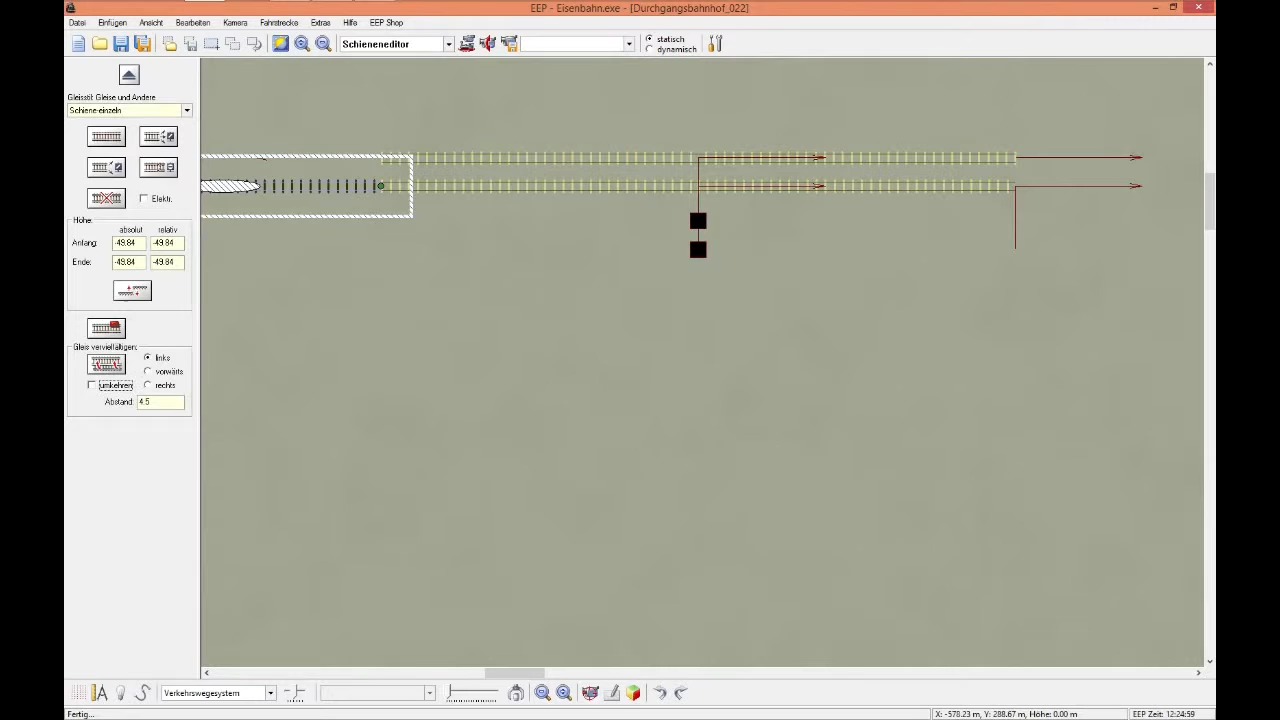 EEP - Eisenbahn.exe - [Durchgangsbahnhof_022]
Datei Einfügen Ansicht Bearbeiten Kamera Fahrstrecke Extras Hilfe EEP Shop
Schieneneditor
statisch
dynamisch
Gleisstil: Gleise und Andere
Schiene-einzeln
Elektr.
Höhe:
absolut relativ
Anfang: -49.84 -49.84
Ende: -49.84 -49.84
Gleis vervielfältigen:
links
vorwärts
umkehren rechts
Abstand: 4.5
Verkehrswegesystem
Fertig... X: -578.23 m, Y: 288.67 m, Höhe: 0.00 m EEP Zeit: 12:24:59